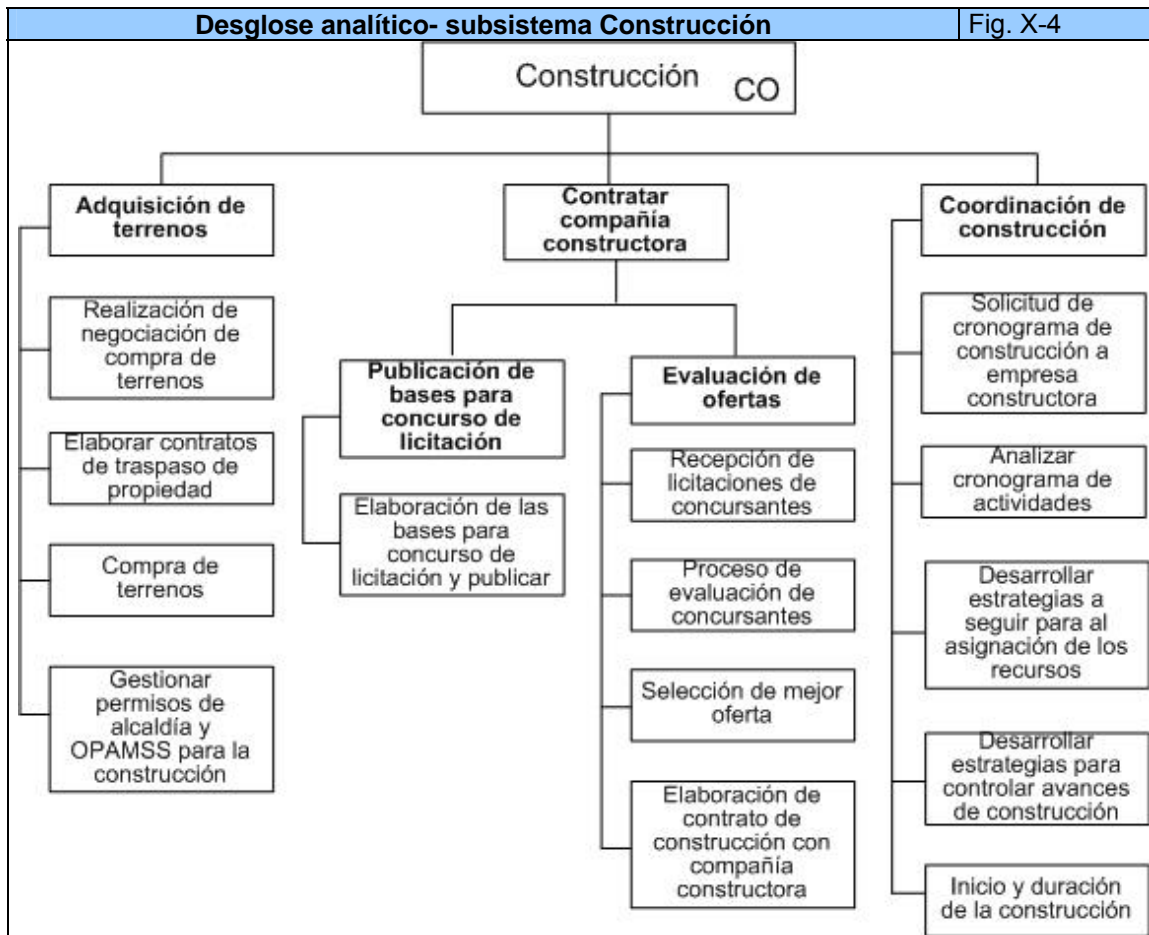 Desglose analítico- subsistema Construcción
Fig. X-4
Construcción
CO
Adquisición de
terrenos
Realización de
negociación de
compra de
terrenos
Elaborar contratos
de traspaso de
propiedad
Compra de
terrenos
Gestionar
permisos de
alcaldía y
OPAMSS para la
construcción
Contratar
compañía
constructora
Publicación de
bases para
concurso de
licitación
Elaboración de las
bases para
concurso de
licitación y publicar
Evaluación de
ofertas
Recepción de
licitaciones de
concursantes
Proceso de
evaluación de
concursantes
Selección de mejor
oferta
Elaboración de
contrato de
construcción con
compañía
constructora
Coordinación de
construcción
Solicitud de
cronograma de
construcción a
empresa
constructora
Analizar
cronograma de
actividades
Desarrollar
estrategias a
seguir para al
asignación de los
recursos
Desarrollar
estrategias para
controlar avances
de construcción
Inicio y duración
de la construcción